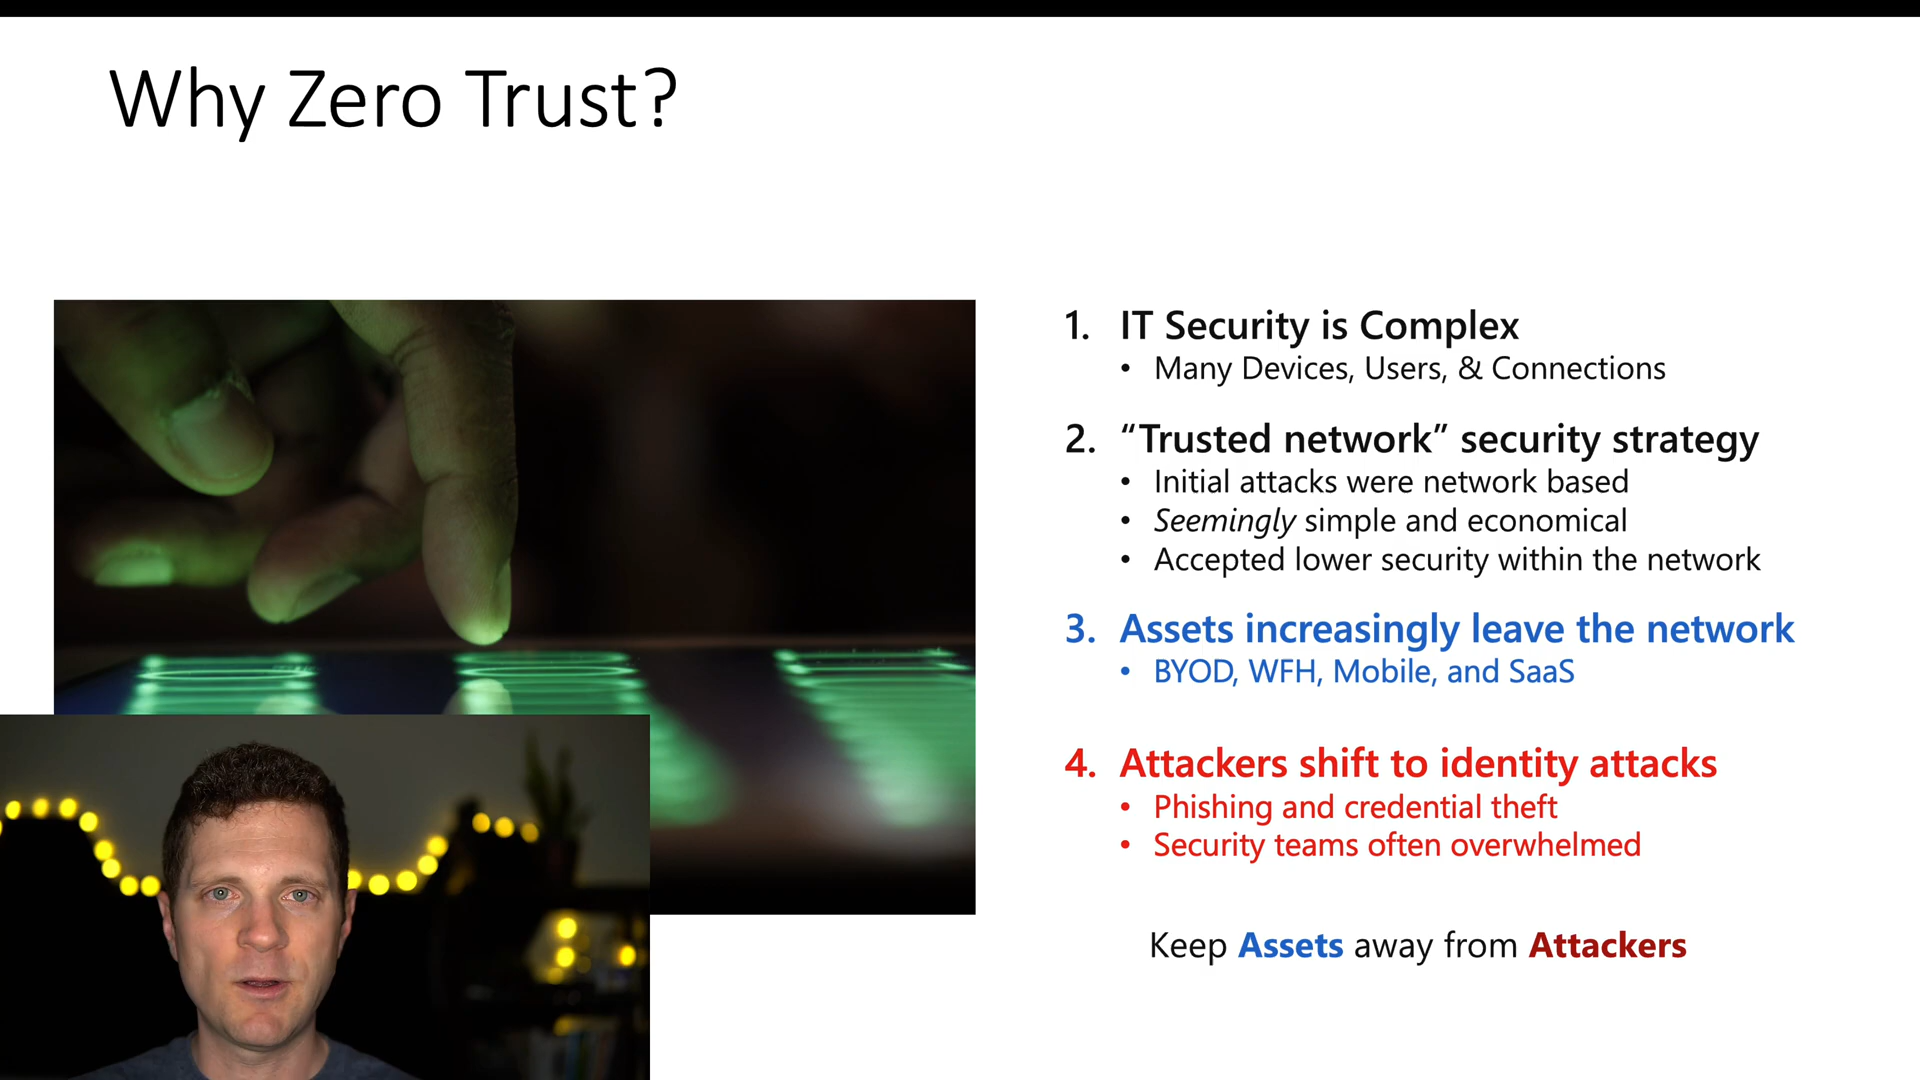 Why Zero Trust?
1. IT Security is Complex
• Many Devices, Users, & Connections
2. “Trusted network” security strategy
• Initial attacks were network based
• Seemingly simple and economical
• Accepted lower security within the network
3. Assets increasingly leave the network
• BYOD, WFH, Mobile, and SaaS
4. Attackers shift to identity attacks
• Phishing and credential theft
• Security teams often overwhelmed
Keep Assets away from Attackers